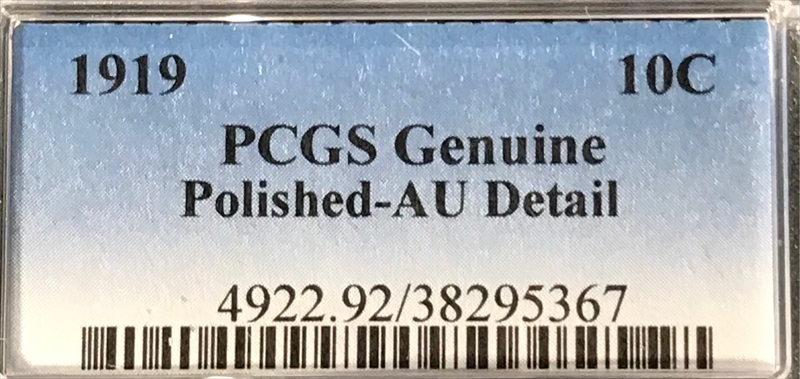 1919 10C
PCGS Genuine
Polished-AU Detail
4922.92/38295367